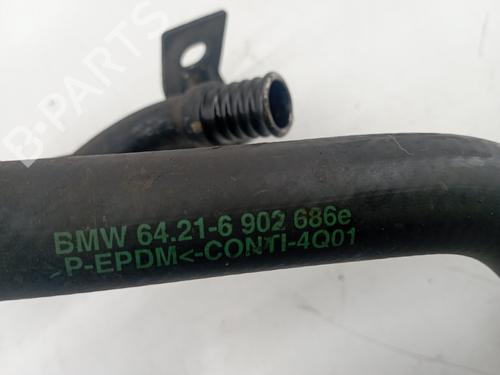 B-PARTS
BMW 64.21-6 902 686e
>P-EPDM<-CONTI-4Q01